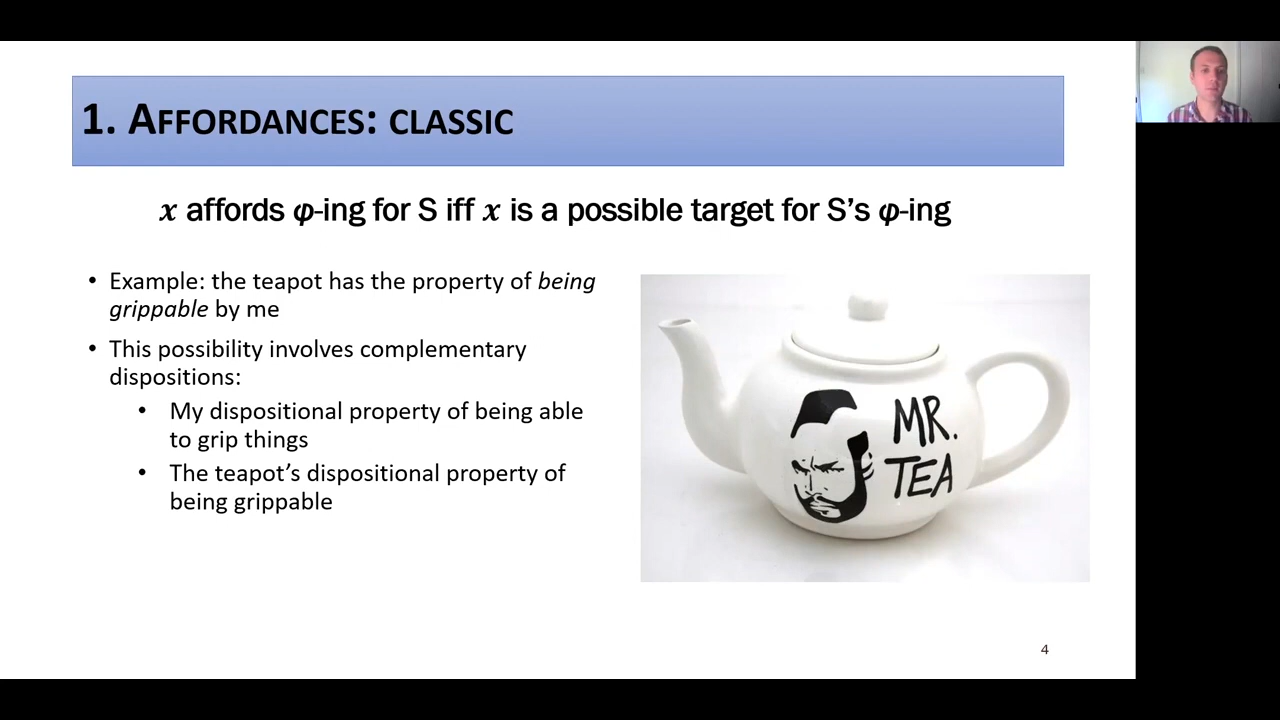 1. AFFORDANCES: CLASSIC
𝒙 affords φ-ing for S iff 𝒙 is a possible target for S’s φ-ing
• Example: the teapot has the property of being
grippable by me
• This possibility involves complementary
dispositions:
• My dispositional property of being able
to grip things
• The teapot’s dispositional property of
being grippable
MR.
TEA
4